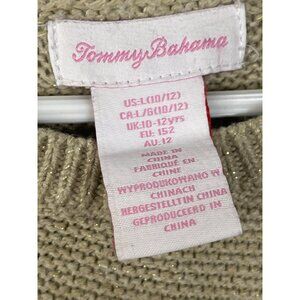 Tommy Bahama
US:L(10/12)
CA:L/G(10/12)
UK:10-12yrs
EU: 152
AU:12
MADE IN
CHINA
FABRIQUÉ EN
CHINE
WYPRODUKOWANO W
CHINACH
HERGESTELLT IN CHINA
GEPRODUCEERD IN
CHINA